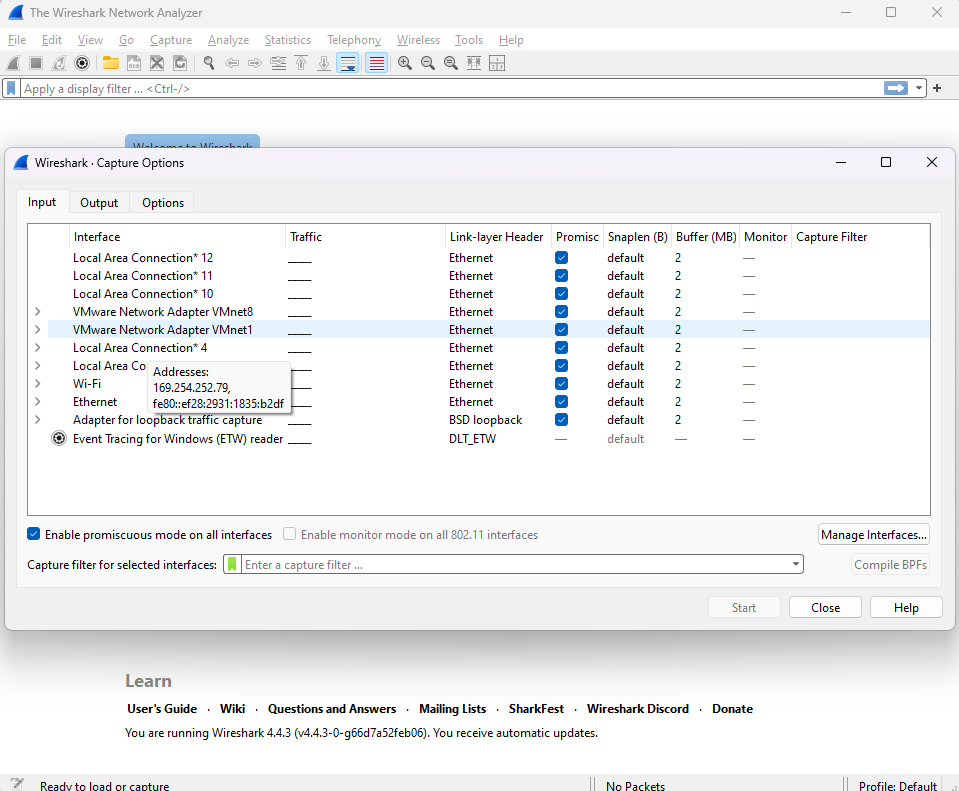 The Wireshark Network Analyzer
File Edit View Go Capture Analyze Statistics Telephony Wireless Tools Help
Apply a display filter ... <Ctrl-/>
Welcome to Wireshark
Wireshark · Capture Options
Input Output Options
Interface Traffic Link-layer Header Promisc Snaplen (B) Buffer (MB) Monitor Capture Filter
Local Area Connection* 12 Ethernet default 2 —
Local Area Connection* 11 Ethernet default 2 —
Local Area Connection* 10 Ethernet default 2 —
VMware Network Adapter VMnet8 Ethernet default 2 —
VMware Network Adapter VMnet1 Ethernet default 2 —
Local Area Connection* 4 Ethernet default 2 —
Local Area Co Ethernet default 2 —
Addresses:
169.254.252.79,
fe80::ef28:2931:1835:b2df
Wi-Fi Ethernet default 2 —
Ethernet Ethernet default 2 —
Adapter for loopback traffic capture BSD loopback default 2 —
Event Tracing for Windows (ETW) reader DLT_ETW — default — —
Enable promiscuous mode on all interfaces Enable monitor mode on all 802.11 interfaces Manage Interfaces...
Capture filter for selected interfaces: Enter a capture filter ... Compile BPFs
Start Close Help
Learn
User's Guide · Wiki · Questions and Answers · Mailing Lists · SharkFest · Wireshark Discord · Donate
You are running Wireshark 4.4.3 (v4.4.3-0-g66d7a52feb06). You receive automatic updates.
Ready to load or capture No Packets Profile: Default